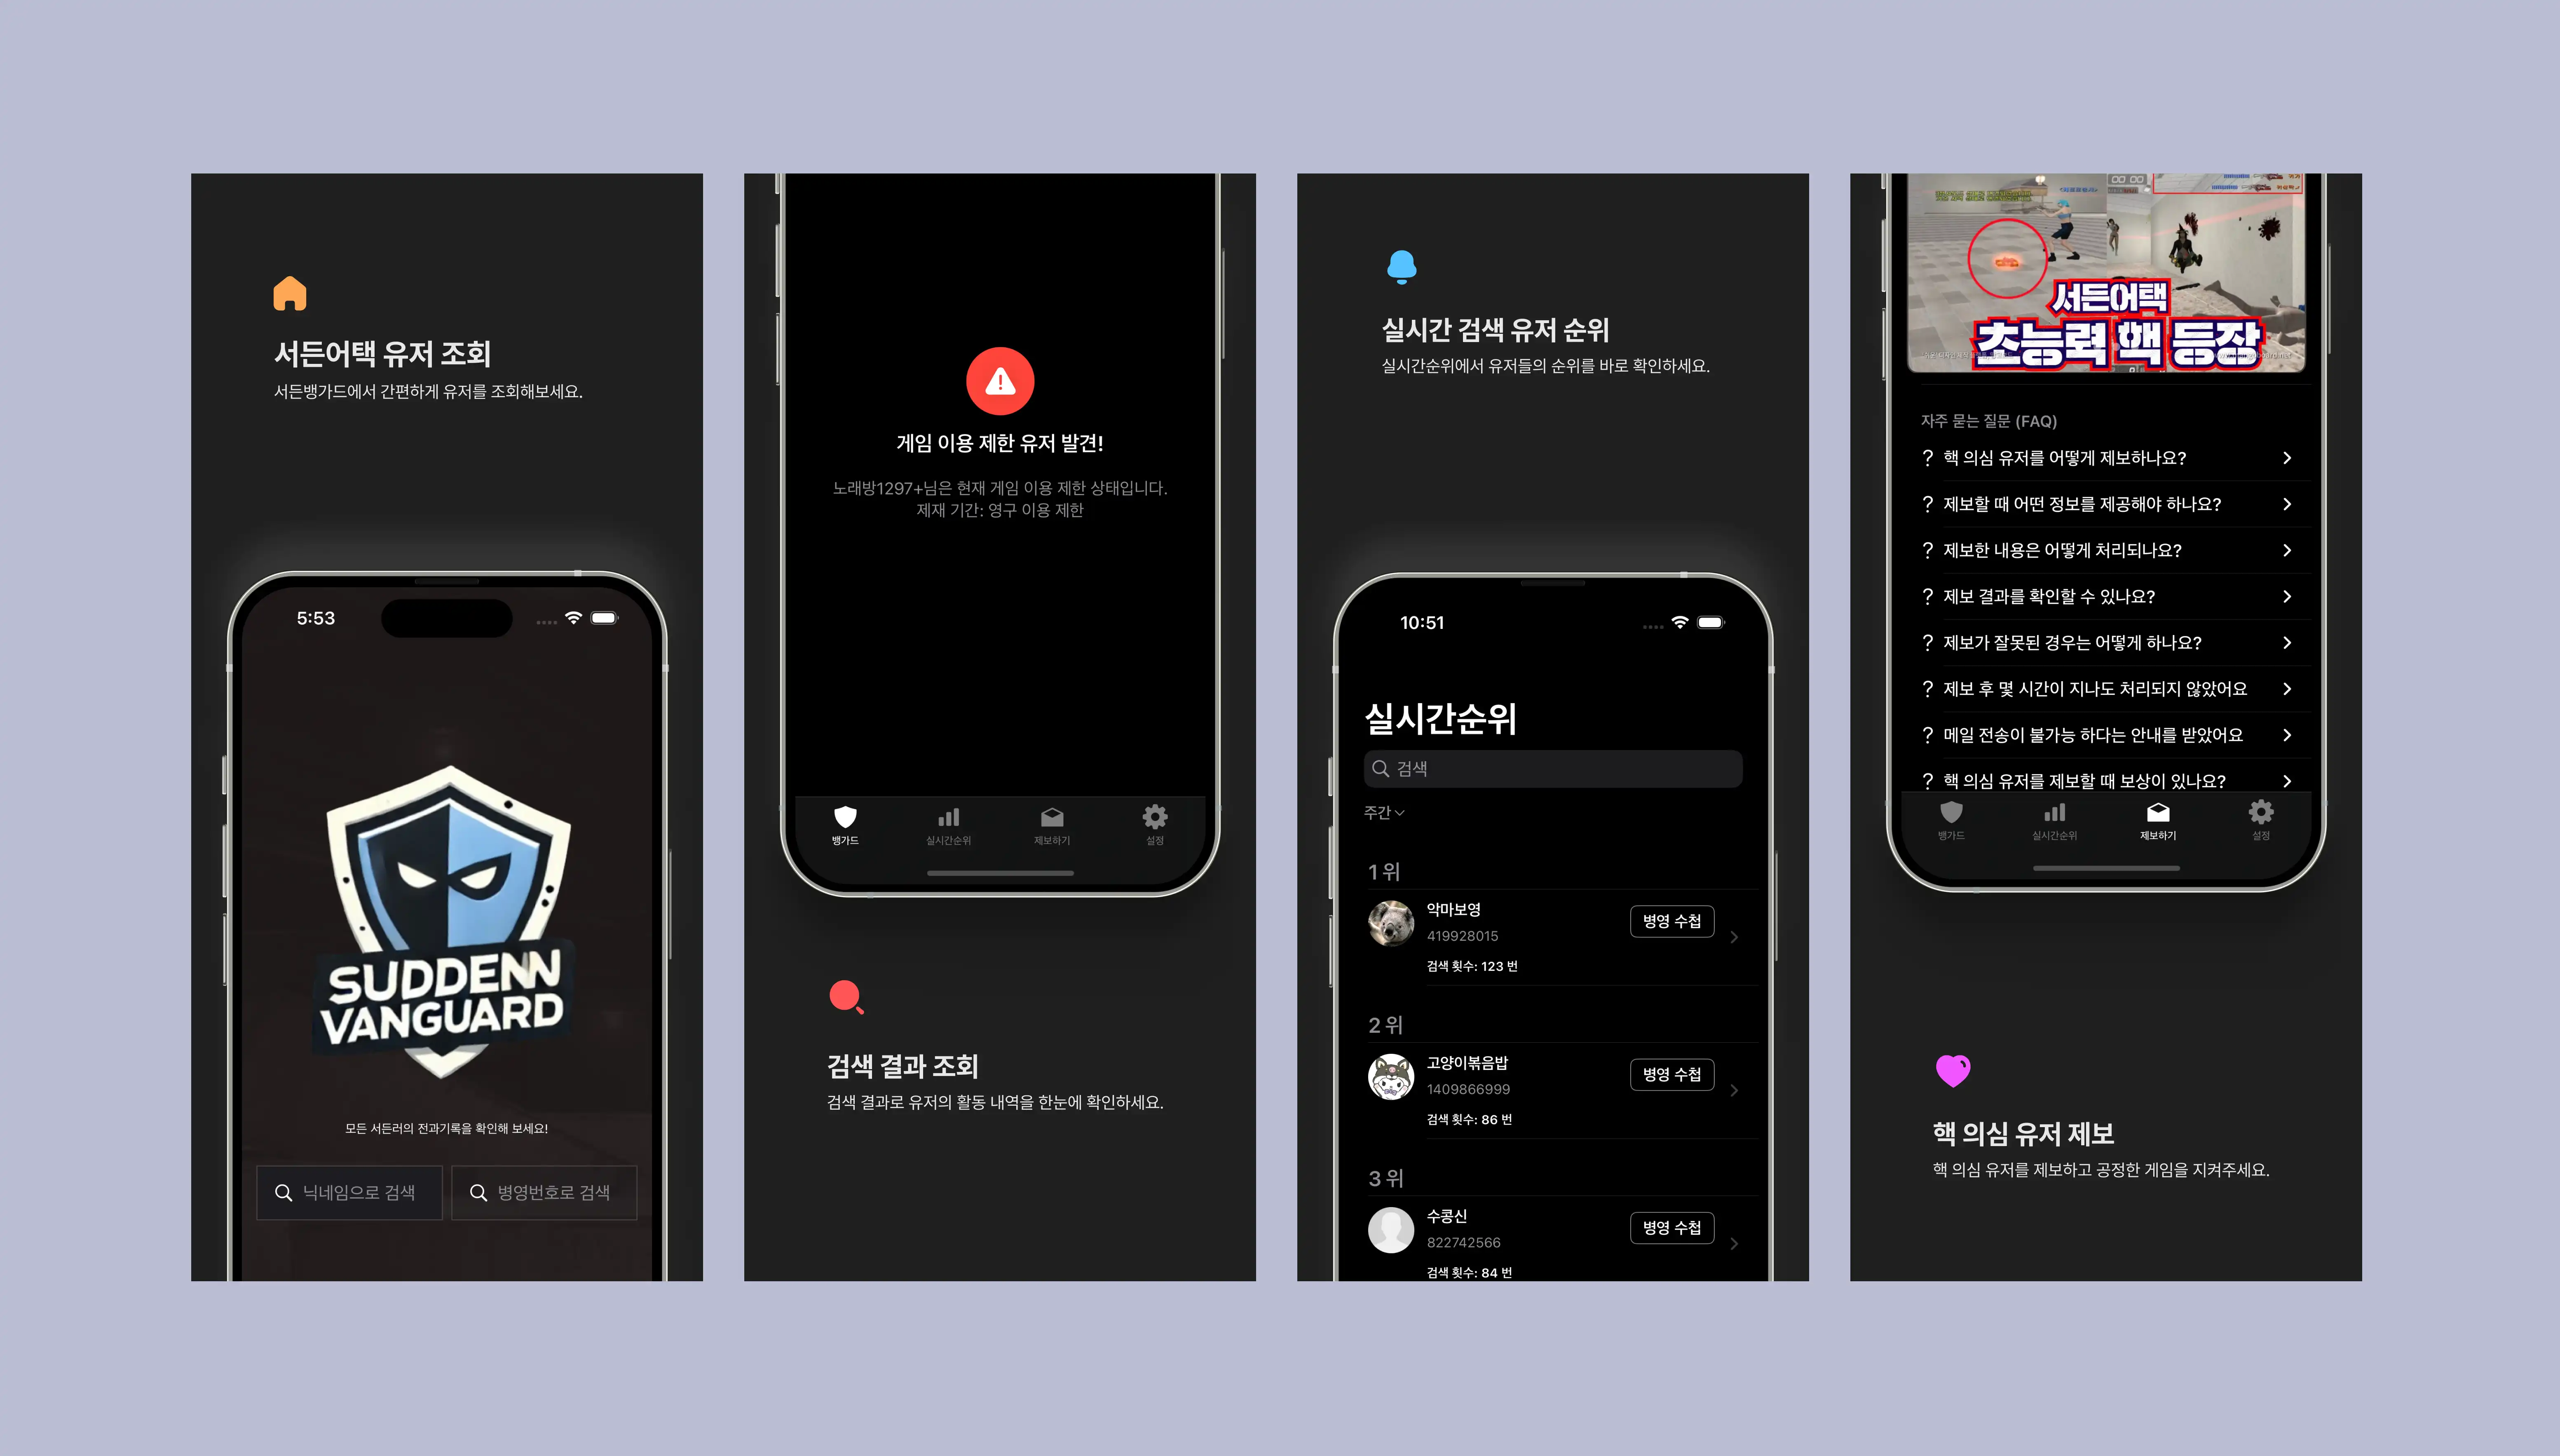 서든어택 유저 조회
서든뱅가드에서 간편하게 유저를 조회해보세요.
5:53
SUDDENN
VANGUARD
모든 서든러의 전과기록을 확인해 보세요!
닉네임으로 검색
병영번호로 검색
게임 이용 제한 유저 발견!
노래방1297+님은 현재 게임 이용 제한 상태입니다.
제재 기간: 영구 이용 제한
뱅가드
실시간순위
제보하기
설정
검색 결과 조회
검색 결과로 유저의 활동 내역을 한눈에 확인하세요.
실시간 검색 유저 순위
실시간순위에서 유저들의 순위를 바로 확인하세요.
10:51
실시간순위
검색
주간
1 위
악마보영
419928015
검색 횟수: 123 번
병영 수첩
2 위
고양이볶음밥
1409866999
검색 횟수: 86 번
병영 수첩
3 위
수콩신
822742566
검색 횟수: 84 번
병영 수첩
서든어택
초능력 핵 등장
자주 묻는 질문 (FAQ)
? 핵 의심 유저를 어떻게 제보하나요?
? 제보할 때 어떤 정보를 제공해야 하나요?
? 제보한 내용은 어떻게 처리되나요?
? 제보 결과를 확인할 수 있나요?
? 제보가 잘못된 경우는 어떻게 하나요?
? 제보 후 몇 시간이 지나도 처리되지 않았어요
? 메일 전송이 불가능 하다는 안내를 받았어요
? 핵 의심 유저를 제보할 때 보상이 있나요?
뱅가드
실시간순위
제보하기
설정
핵 의심 유저 제보
핵 의심 유저를 제보하고 공정한 게임을 지켜주세요.